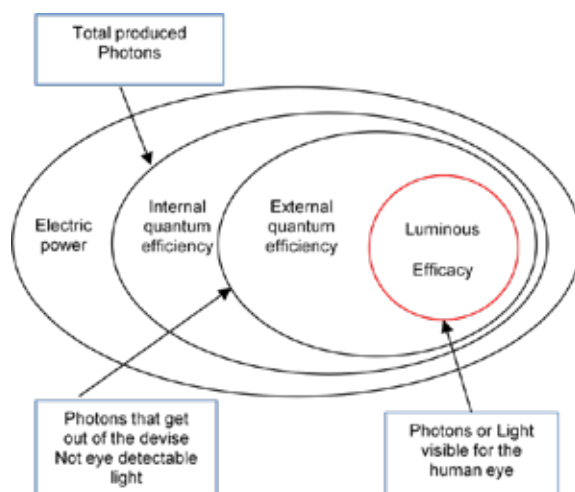 Total produced
Photons
Electric
power
Internal
quantum
efficiency
External
quantum
efficiency
Luminous
Efficacy
Photons that get
out of the devise
Not eye detectable
light
Photons or Light
visible for the
human eye